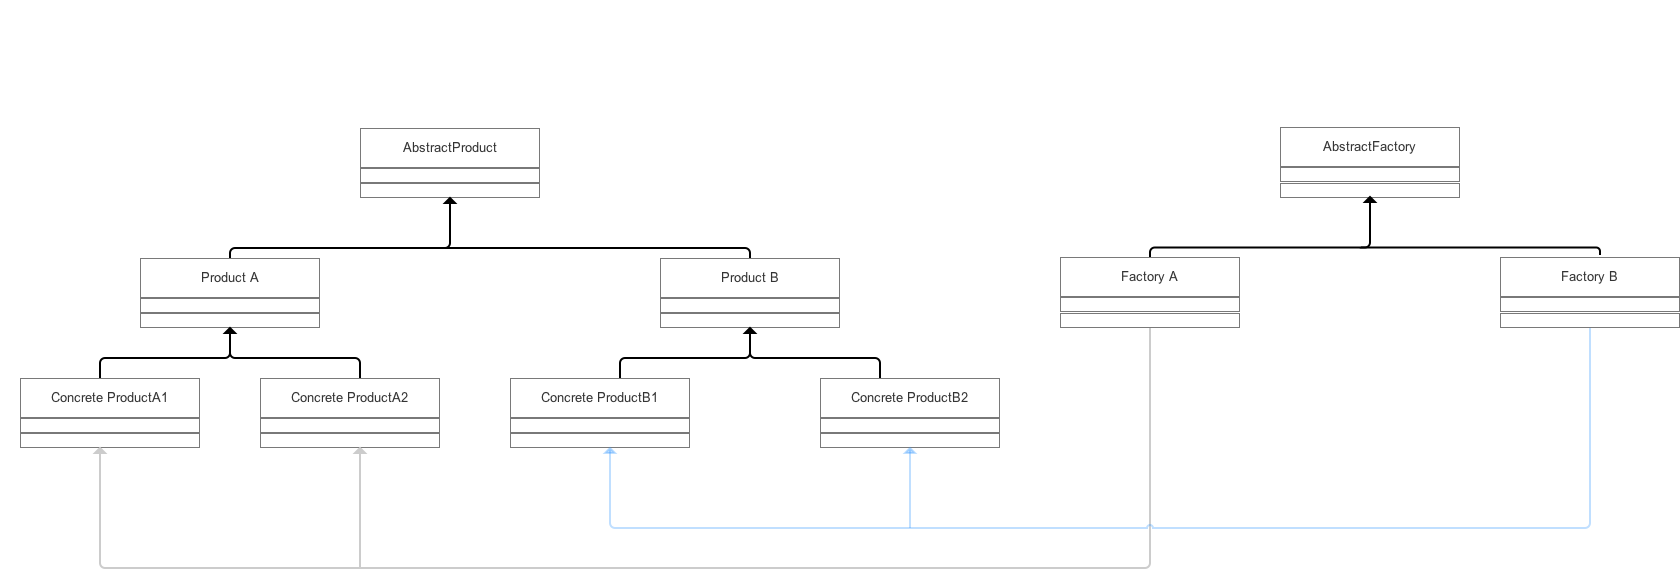 AbstractProduct
AbstractFactory
Product A
Product B
Factory A
Factory B
Concrete ProductA1
Concrete ProductA2
Concrete ProductB1
Concrete ProductB2